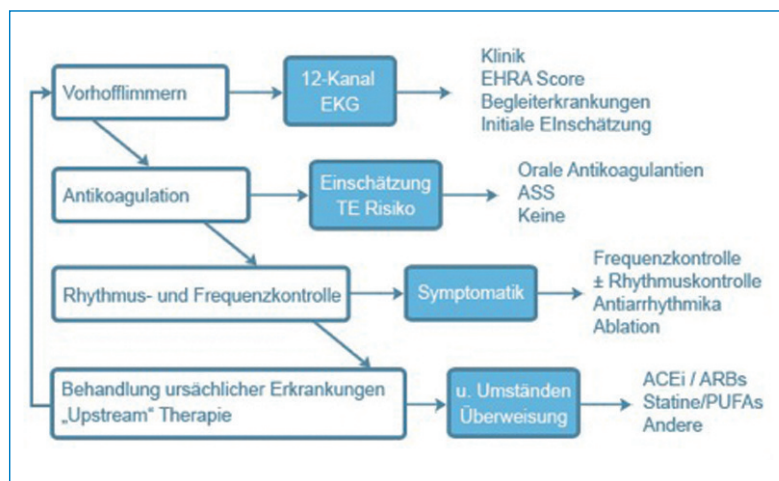 Vorhofflimmern
12-Kanal
EKG
Klinik
EHRA Score
Begleiterkrankungen
Initiale EInschätzung
Antikoagulation
Einschätzung
TE Risiko
Orale Antikoagulantien
ASS
Keine
Rhythmus- und Frequenzkontrolle
Symptomatik
Frequenzkontrolle
± Rhythmuskontrolle
Antiarrhythmika
Ablation
Behandlung ursächlicher Erkrankungen
„Upstream“ Therapie
u. Umständen
Überweisung
ACEi / ARBs
Statine/PUFAs
Andere